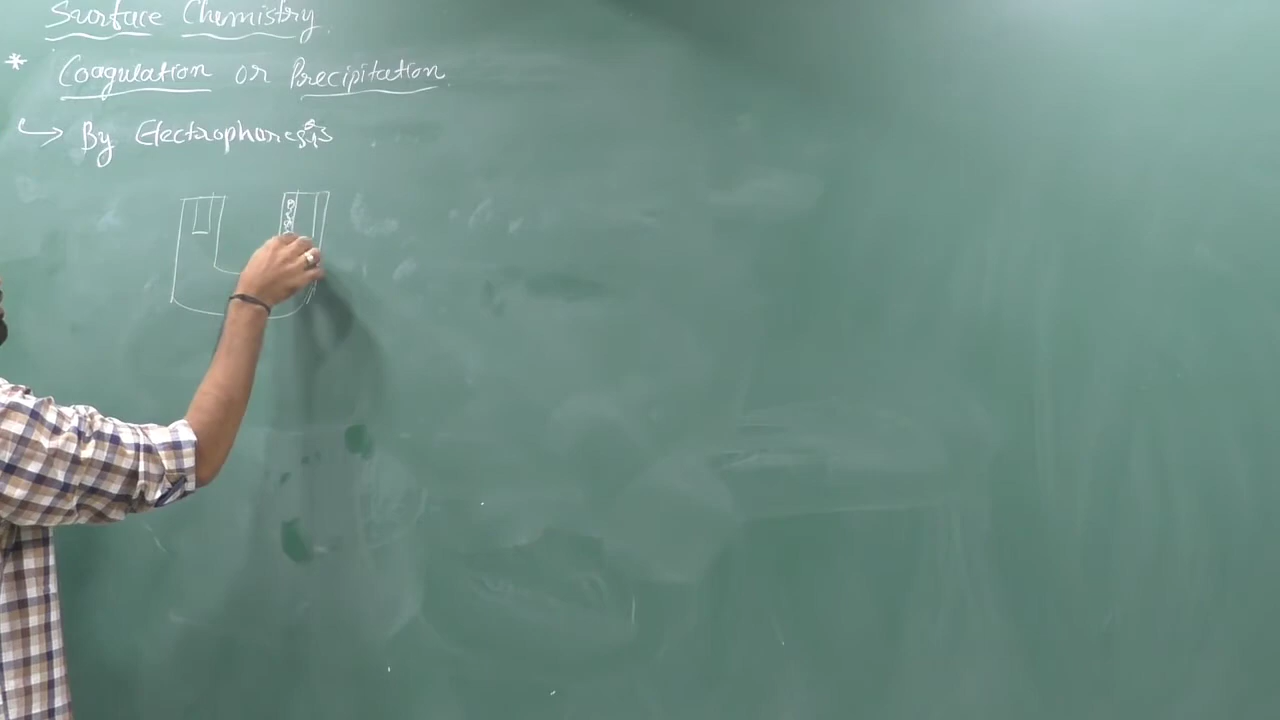 Surface Chemistry.
* Coagulation or Precipitation.
↪ By Electrophoresis